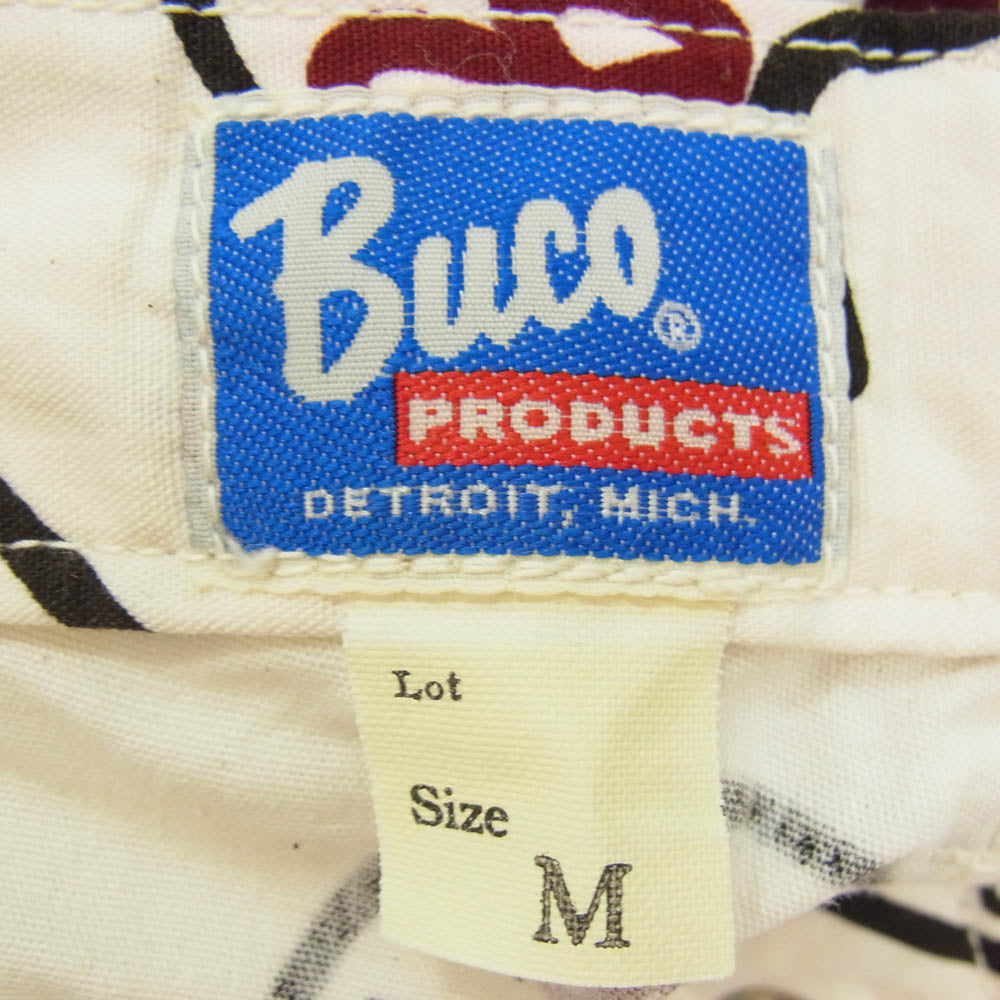 Buco®
PRODUCTS
DETROIT, MICH.
Lot
Size
M